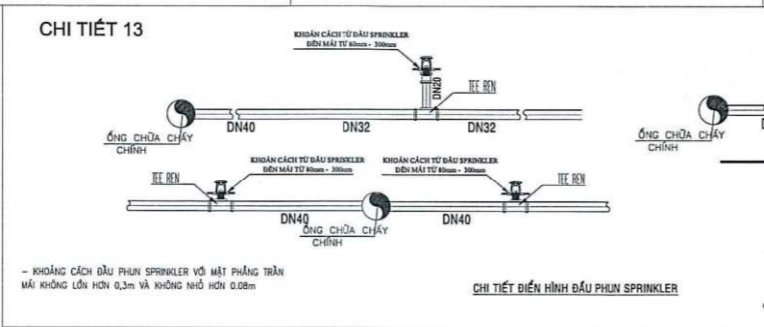 CHI TIẾT 13
KHOẢN CÁCH TỪ ĐẦU SPRINKLER
ĐẾN MÁI TỪ 80mm - 300mm
DN20
TEE REN
DN40
DN32
DN32
ỐNG CHỮA CHÁY
CHÍNH
ỐNG CHỮA CHÁY
CHÍNH
KHOẢN CÁCH TỪ ĐẦU SPRINKLER
ĐẾN MÁI TỪ 80mm - 300mm
KHOẢN CÁCH TỪ ĐẦU SPRINKLER
ĐẾN MÁI TỪ 80mm - 300mm
TEE REN
TEE REN
DN40
DN40
ỐNG CHỮA CHÁY
CHÍNH
- KHOẢNG CÁCH ĐẦU PHUN SPRINKLER VỚI MẶT PHẲNG TRẦN
MÁI KHÔNG LỚN HƠN 0,3m VÀ KHÔNG NHỎ HƠN 0.08m
CHI TIẾT ĐIỂN HÌNH ĐẦU PHUN SPRINKLER